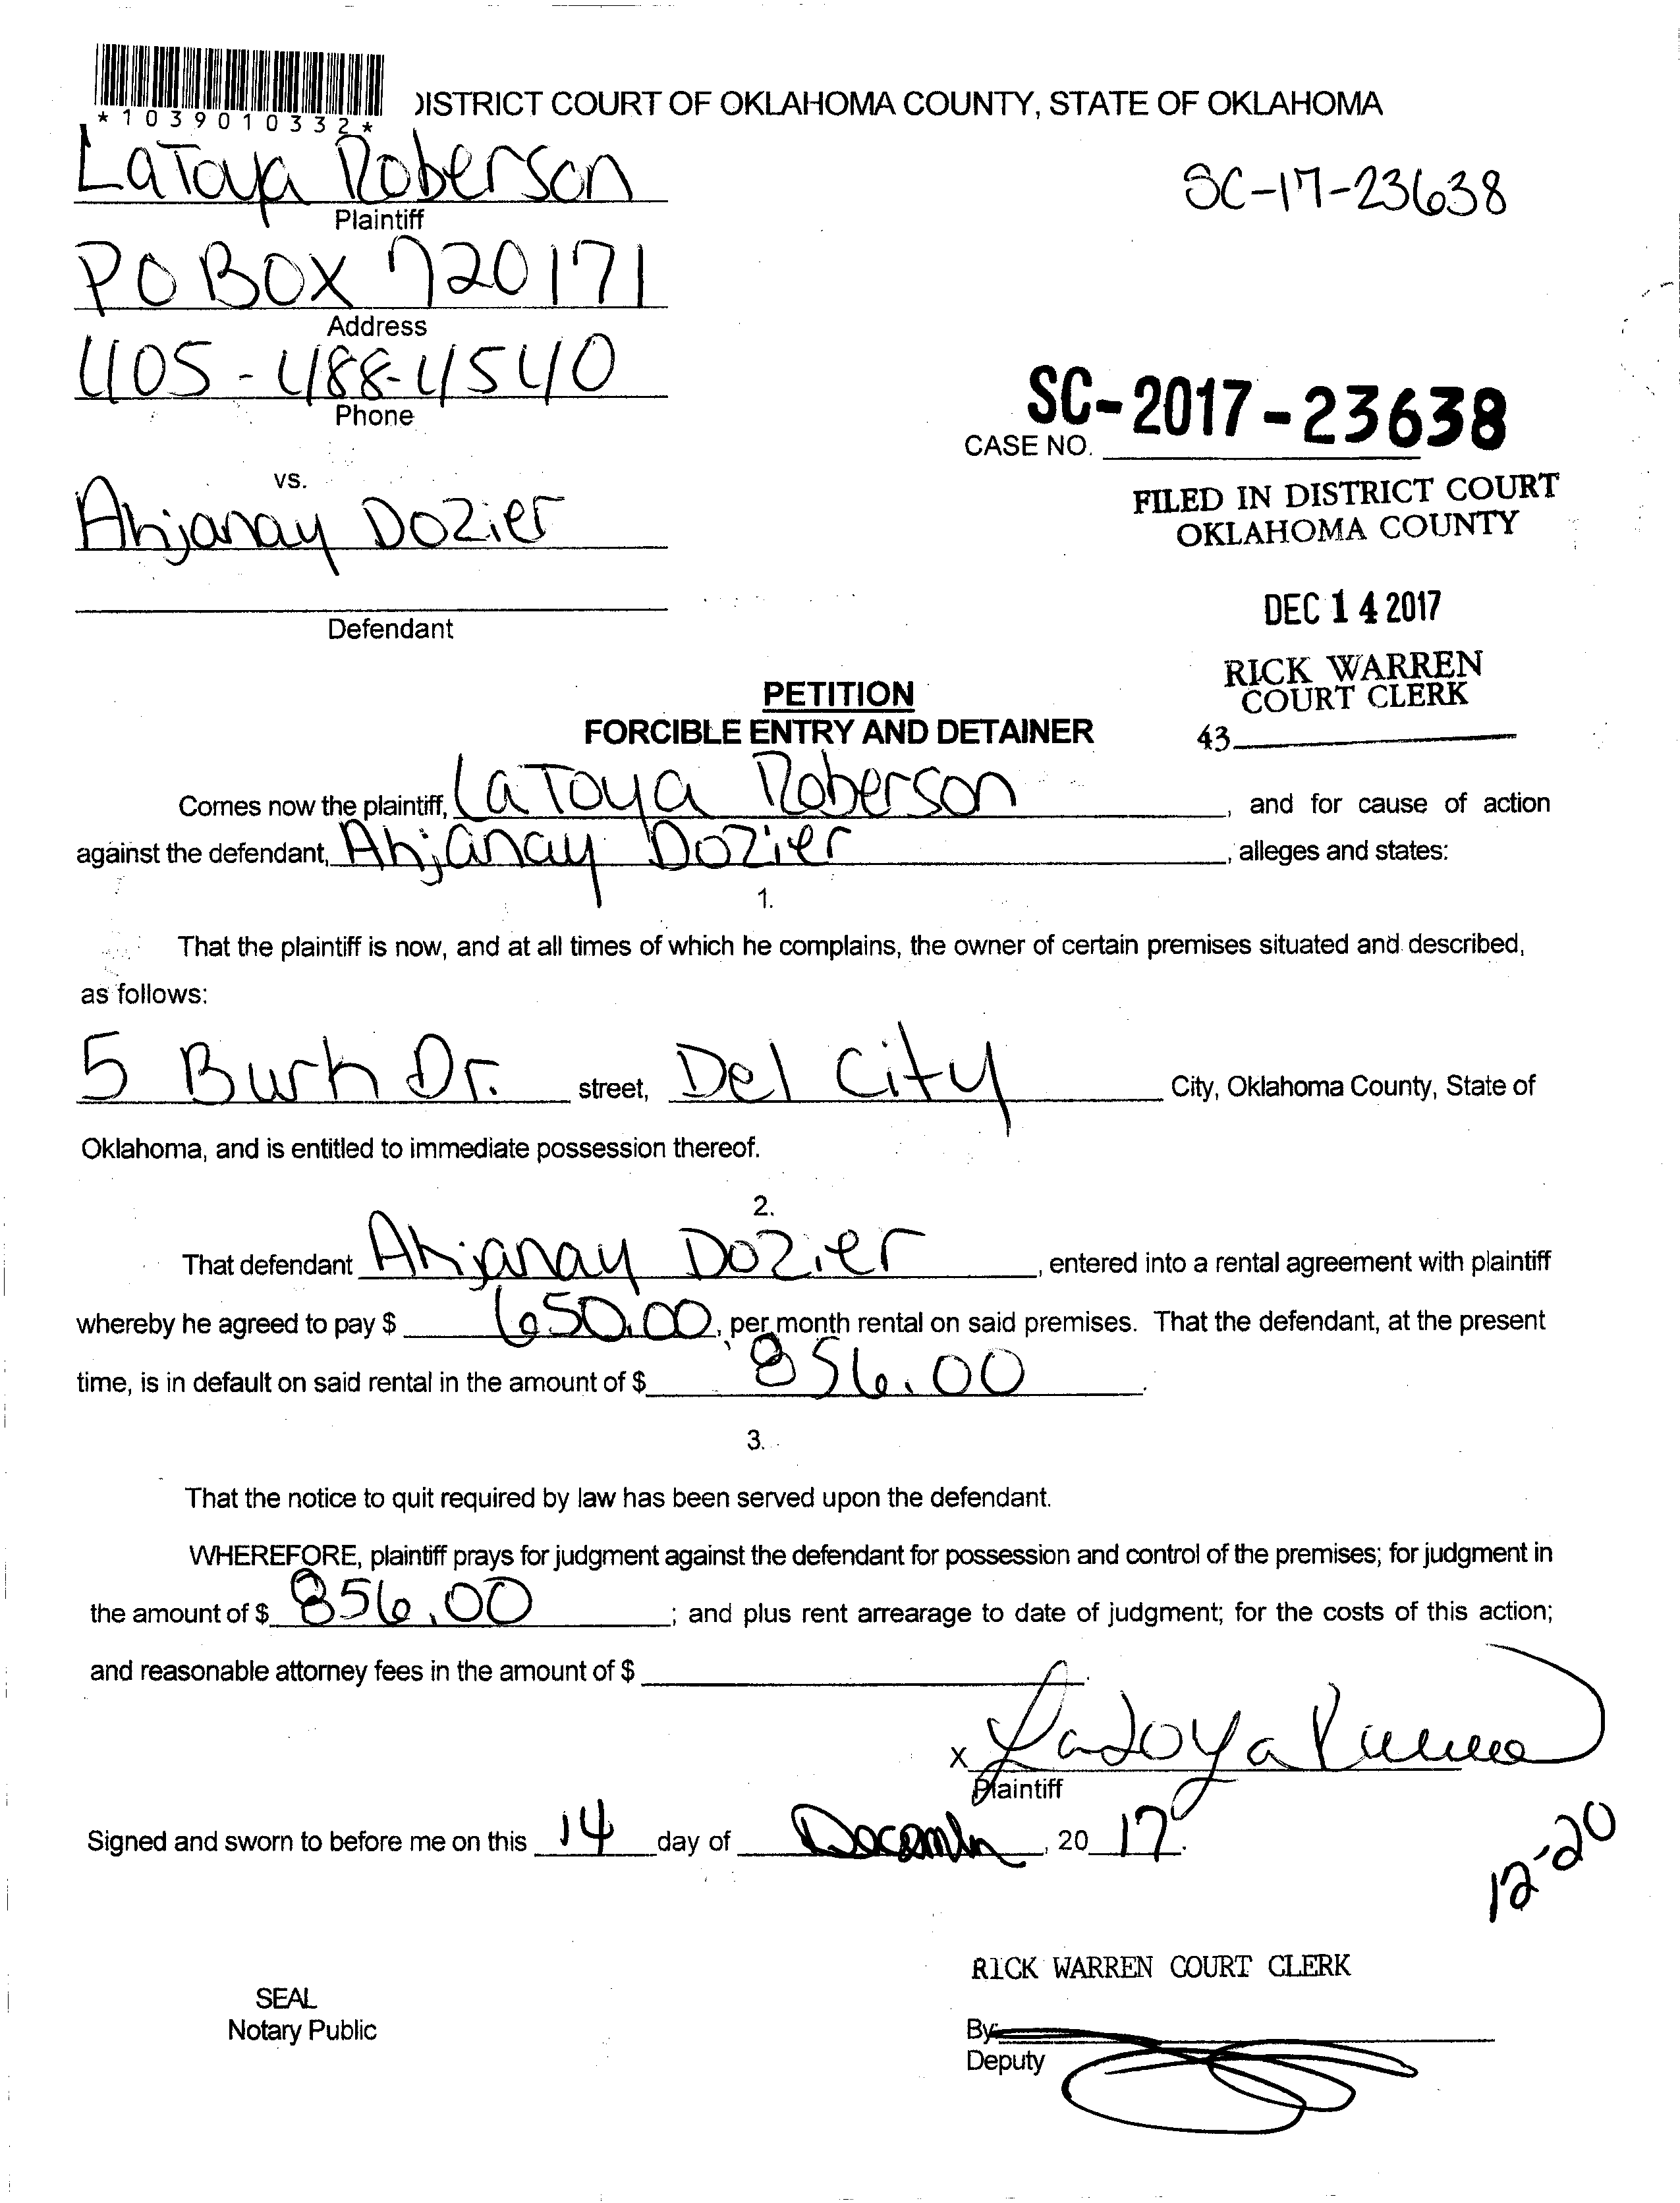 *1039010332*
DISTRICT COURT OF OKLAHOMA COUNTY, STATE OF OKLAHOMA
LaToya Roberson
Plaintiff
SC-17-23638
PO BOX 720171
Address
405-488-4540
Phone
SC-2017-23638
CASE NO.
vs.
FILED IN DISTRICT COURT
OKLAHOMA COUNTY
Ahjanay Dozier
DEC 14 2017
Defendant
RICK WARREN
COURT CLERK
43
PETITION
FORCIBLE ENTRY AND DETAINER
Comes now the plaintiff, LaToya Roberson, and for cause of action
against the defendant, Ahjanay Dozier, alleges and states:
1.
That the plaintiff is now, and at all times of which he complains, the owner of certain premises situated and described,
as follows:
5 Burk Dr. street, Del City City, Oklahoma County, State of
Oklahoma, and is entitled to immediate possession thereof.
2.
That defendant Ahjanay Dozier, entered into a rental agreement with plaintiff
whereby he agreed to pay $ 650.00, per month rental on said premises. That the defendant, at the present
time, is in default on said rental in the amount of $ 856.00.
3.
That the notice to quit required by law has been served upon the defendant.
WHEREFORE, plaintiff prays for judgment against the defendant for possession and control of the premises; for judgment in
the amount of $ 856.00; and plus rent arrearage to date of judgment; for the costs of this action;
and reasonable attorney fees in the amount of $
x LaToya
Plaintiff
Signed and sworn to before me on this 14 day of December, 20 17.
12-20
RICK WARREN COURT CLERK
SEAL
Notary Public
By:
Deputy